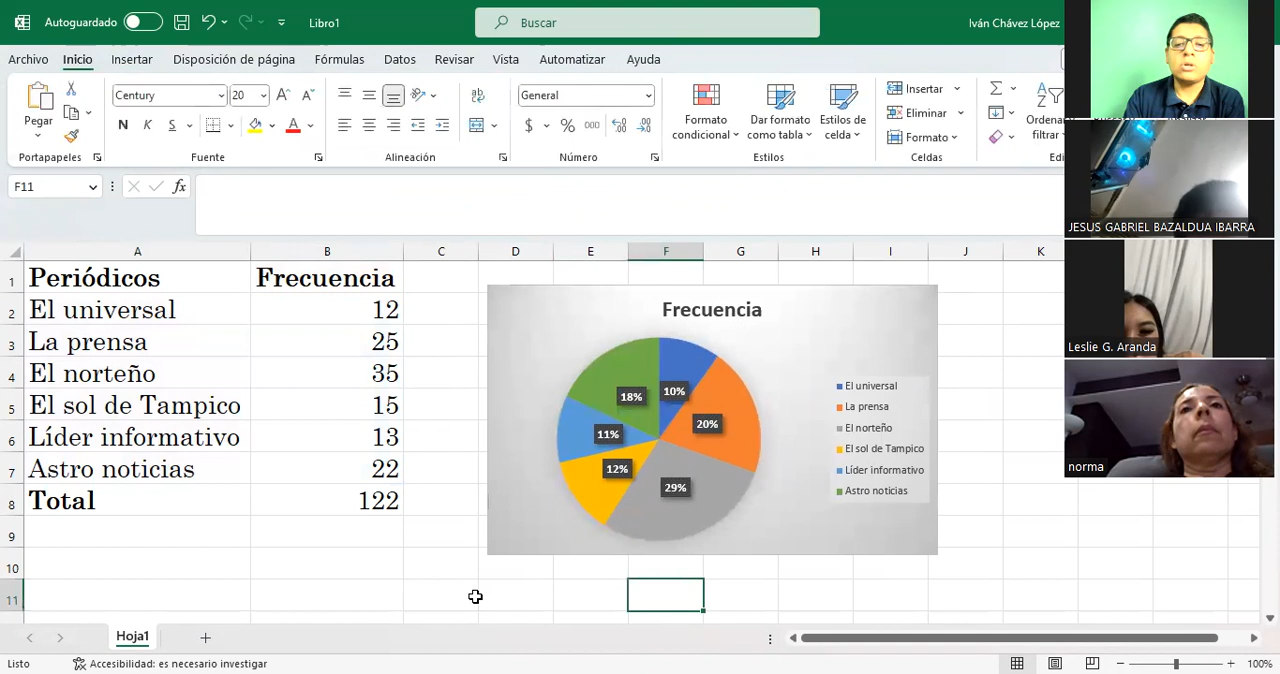 Autoguardado
Libro1
Buscar
Iván Chávez López
Archivo Inicio Insertar Disposición de página Fórmulas Datos Revisar Vista Automatizar Ayuda
Pegar
Portapapeles
Century 20
N K S
Fuente
Alineación
General
$ % 000
Número
Formato condicional
Dar formato como tabla
Estilos de celda
Estilos
Insertar
Eliminar
Formato
Celdas
Ordenar
filtrar
F11
fx
A B C D E F G H I J K
1 Periódicos Frecuencia
2 El universal 12
3 La prensa 25
4 El norteño 35
5 El sol de Tampico 15
6 Líder informativo 13
7 Astro noticias 22
8 Total 122
9
10
11
Frecuencia
10%
20%
29%
12%
11%
18%
El universal
La prensa
El norteño
El sol de Tampico
Líder informativo
Astro noticias
JESUS GABRIEL BAZALDUA IBARRA
Leslie G. Aranda
norma
Hoja1
Listo
Accesibilidad: es necesario investigar
100%